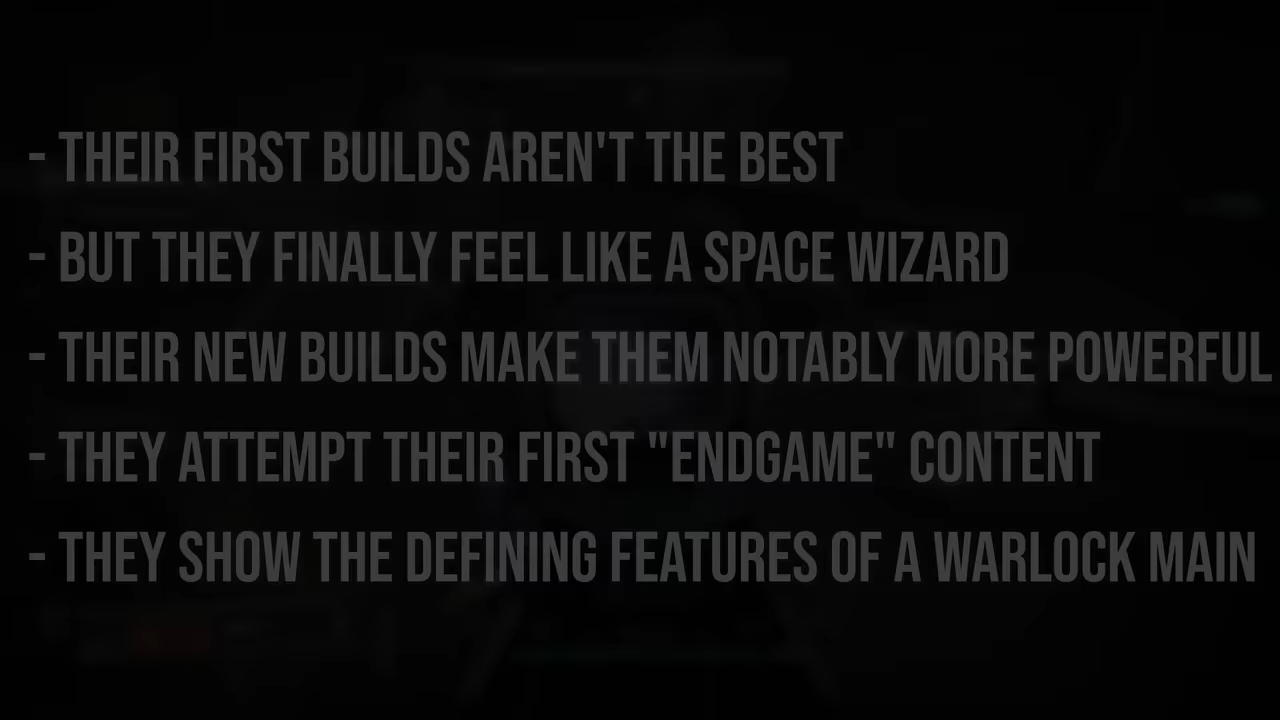 - THEIR FIRST BUILDS AREN'T THE BEST
- BUT THEY FINALLY FEEL LIKE A SPACE WIZARD
- THEIR NEW BUILDS MAKE THEM NOTABLY MORE POWERFUL
- THEY ATTEMPT THEIR FIRST "ENDGAME" CONTENT
- THEY SHOW THE DEFINING FEATURES OF A WARLOCK MAIN